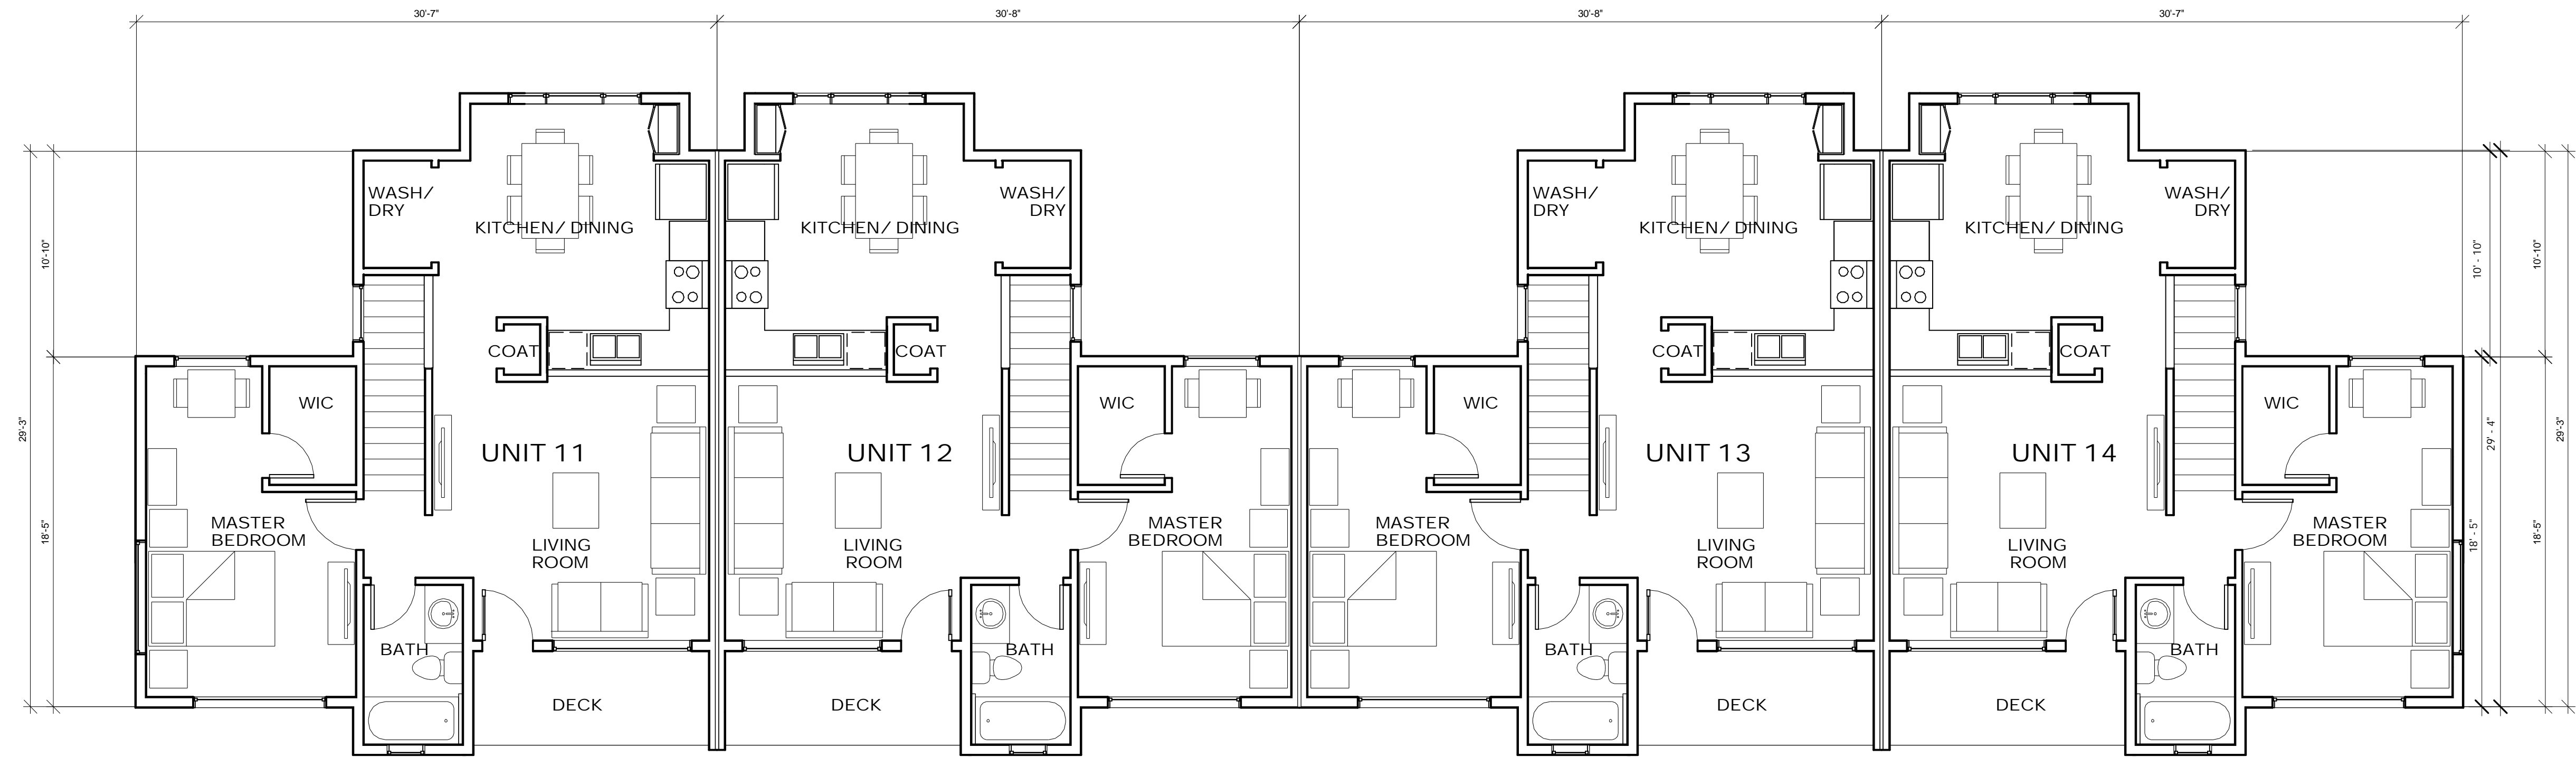 30'-7"
30'-8"
30'-8"
30'-7"
WASH/
DRY
KITCHEN/ DINING
KITCHEN/ DINING
WASH/
DRY
WASH/
DRY
KITCHEN/ DINING
KITCHEN/ DINING
WASH/
DRY
10'-10"
10' - 10"
10'-10"
COAT
COAT
COAT
COAT
WIC
WIC
WIC
WIC
29'-3"
UNIT 11
UNIT 12
UNIT 13
UNIT 14
29' - 4"
29'-3"
18'-5"
MASTER
BEDROOM
LIVING
ROOM
LIVING
ROOM
MASTER
BEDROOM
MASTER
BEDROOM
LIVING
ROOM
LIVING
ROOM
MASTER
BEDROOM
18' - 5"
18'-5"
BATH
BATH
BATH
BATH
DECK
DECK
DECK
DECK